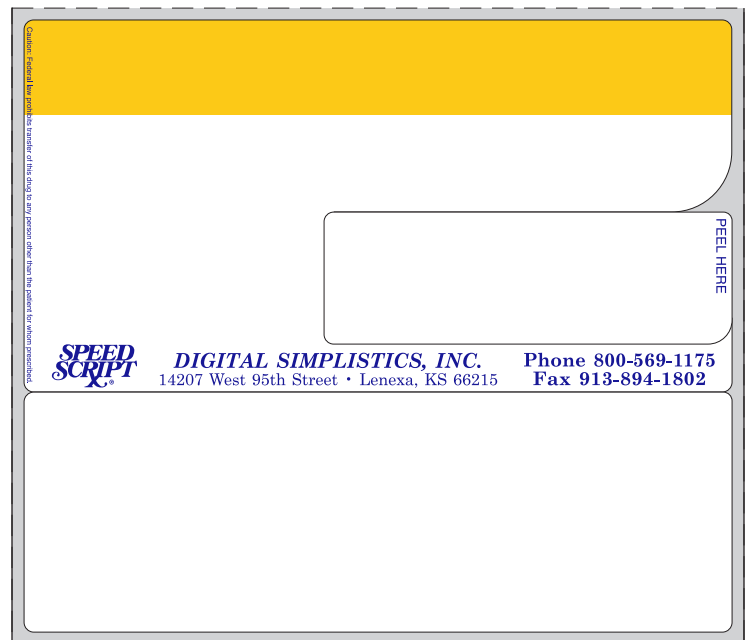 Caution: Federal law prohibits transfer of this drug to any person other than the patient for whom prescribed.
PEEL HERE
SPEED
SCRIPT®
DIGITAL SIMPLISTICS, INC.
14207 West 95th Street • Lenexa, KS 66215
Phone 800-569-1175
Fax 913-894-1802